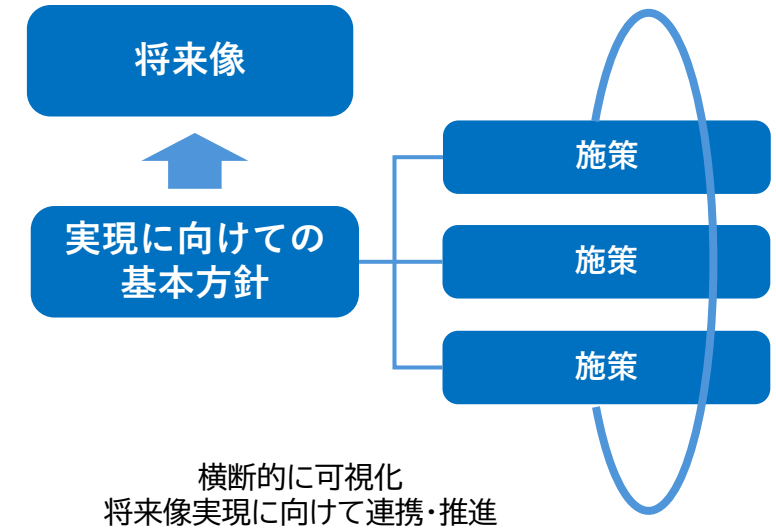 将来像
実現に向けての
基本方針
施策
施策
施策
横断的に可視化
将来像実現に向けて連携・推進